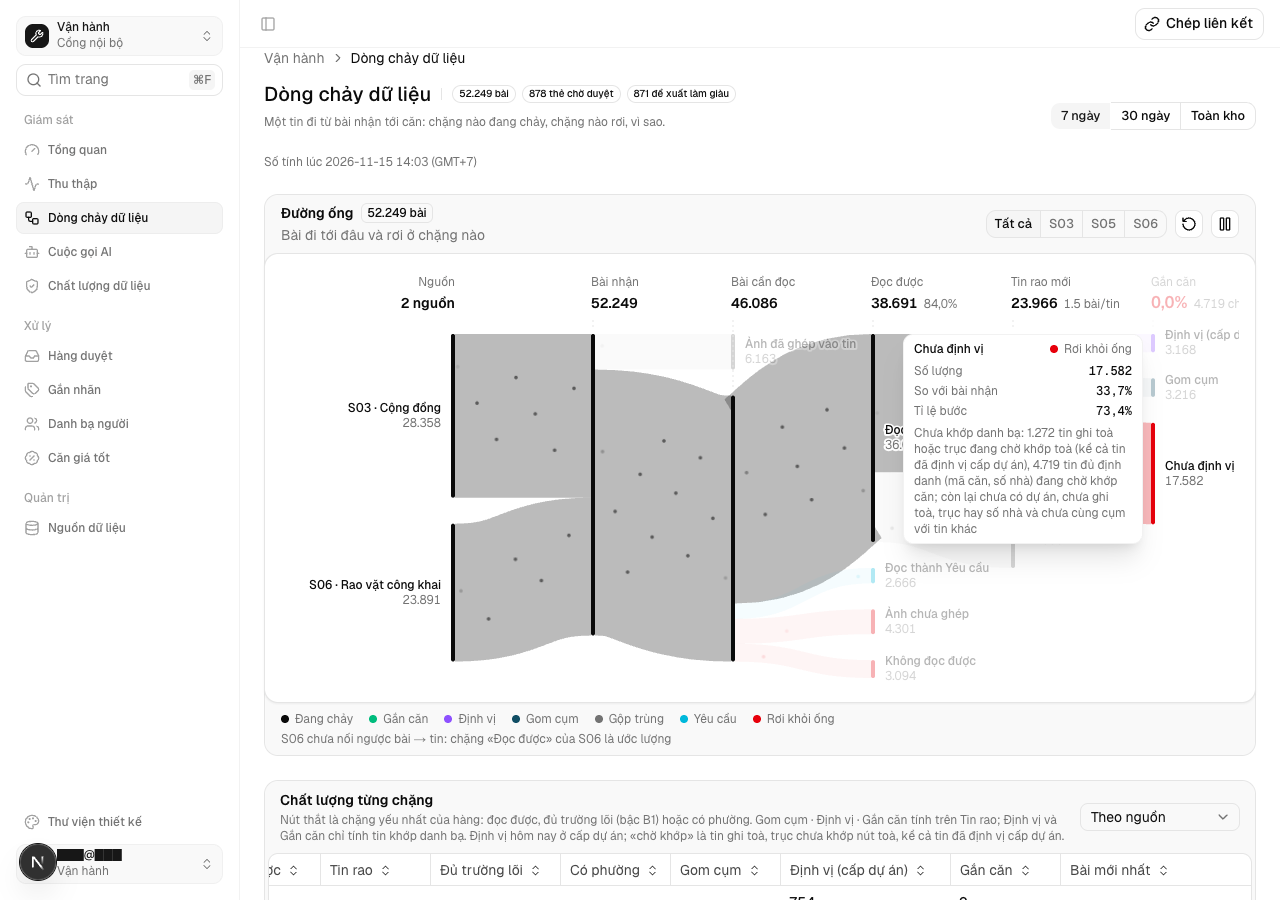 Vận hành
Cổng nội bộ
Tìm trang
⌘F
Giám sát
Tổng quan
Thu thập
Dòng chảy dữ liệu
Cuộc gọi AI
Chất lượng dữ liệu
Xử lý
Hàng duyệt
Gắn nhãn
Danh bạ người
Căn giá tốt
Quản trị
Nguồn dữ liệu
Thư viện thiết kế
N
Vận hành
Chép liên kết
Vận hành > Dòng chảy dữ liệu
Dòng chảy dữ liệu
52.249 bài
878 thẻ chờ duyệt
871 đề xuất làm giàu
Một tin đi từ bài nhận tới căn: chặng nào đang chảy, chặng nào rơi, vì sao.
7 ngày
30 ngày
Toàn kho
Số tính lúc 2026-11-15 14:03 (GMT+7)
Đường ống
52.249 bài
Bài đi tới đâu và rơi ở chặng nào
Tất cả
S03
S05
S06
Nguồn
2 nguồn
Bài nhận
52.249
Bài cần đọc
46.086
Đọc được
38.691 84,0%
Tin rao mới
23.966 1.5 bài/tin
Gắn căn
0,0% 4.719 ch
S03 · Cộng đồng
28.358
S06 · Rao vặt công khai
23.891
Ảnh đã ghép vào tin
6.163
Đọc thành Yêu cầu
2.666
Ảnh chưa ghép
4.301
Không đọc được
3.094
Định vị (cấp d
3.168
Gom cụm
3.216
Chưa định vị
17.582
Chưa định vị
Rơi khỏi ống
Số lượng
17.582
So với bài nhận
33,7%
Tỉ lệ bước
73,4%
Chưa khớp danh bạ: 1.272 tin ghi toà
hoặc trục đang chờ khớp toà (kể cả tin
đã định vị cấp dự án), 4.719 tin đủ định
danh (mã căn, số nhà) đang chờ khớp
căn; còn lại chưa có dự án, chưa ghi
toà, trục hay số nhà và chưa cùng cụm
với tin khác
Đang chảy
Gắn căn
Định vị
Gom cụm
Gộp trùng
Yêu cầu
Rơi khỏi ống
S06 chưa nối ngược bài → tin: chặng «Đọc được» của S06 là ước lượng
Chất lượng từng chặng
Nút thắt là chặng yếu nhất của hàng: đọc được, đủ trường lõi (bậc B1) hoặc có phường. Gom cụm · Định vị · Gắn căn tính trên Tin rao; Định vị và
Gắn căn chỉ tính tin khớp danh bạ. Định vị hôm nay ở cấp dự án; «chờ khớp» là tin ghi toà, trục chưa khớp nút toà, kể cả tin đã định vị cấp dự án.
Theo nguồn
Tin rao
Đủ trường lõi
Có phường
Gom cụm
Định vị (cấp dự án)
Gắn căn
Bài mới nhất